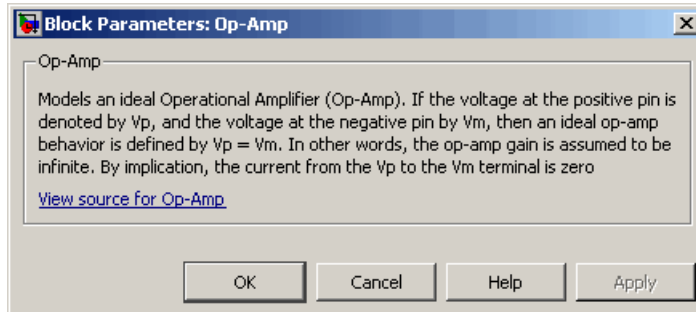 Block Parameters: Op-Amp
Op-Amp
Models an ideal Operational Amplifier (Op-Amp). If the voltage at the positive pin is
denoted by Vp, and the voltage at the negative pin by Vm, then an ideal op-amp
behavior is defined by Vp = Vm. In other words, the op-amp gain is assumed to be
infinite. By implication, the current from the Vp to the Vm terminal is zero
View source for Op-Amp
OK Cancel Help Apply